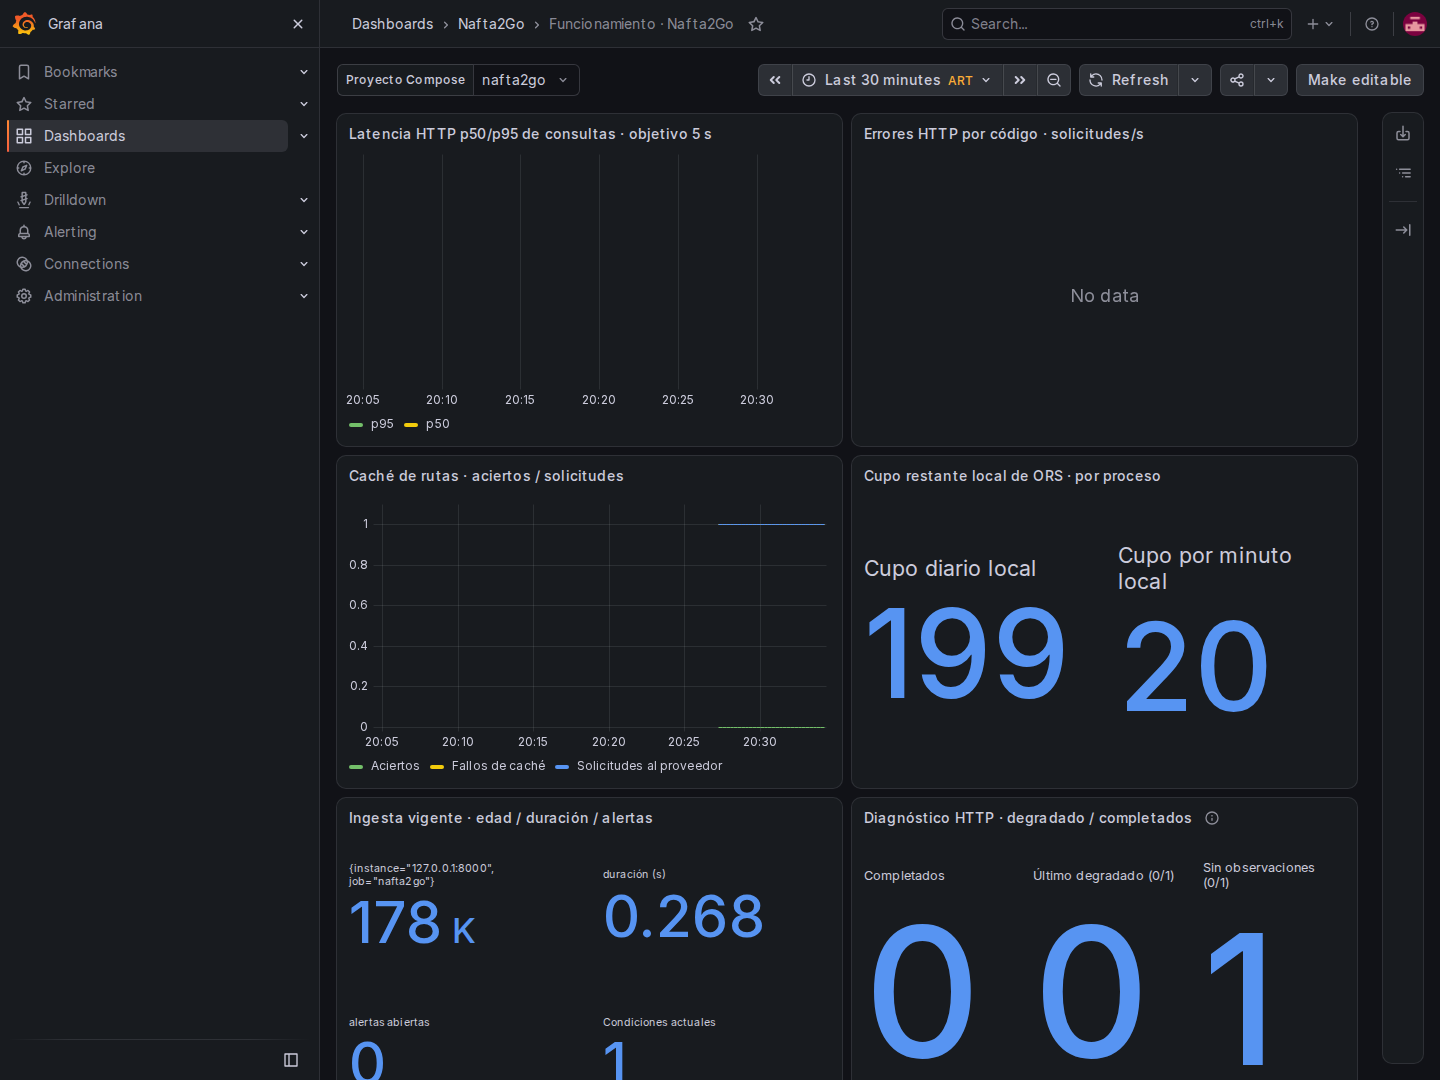 Grafana
Dashboards › Nafta2Go › Funcionamiento · Nafta2Go
Search...
ctrl+k
Bookmarks
Starred
Dashboards
Explore
Drilldown
Alerting
Connections
Administration
Proyecto Compose
nafta2go
Last 30 minutes ART
Refresh
Make editable
Latencia HTTP p50/p95 de consultas · objetivo 5 s
20:05 20:10 20:15 20:20 20:25 20:30
p95 p50
Errores HTTP por código · solicitudes/s
No data
Caché de rutas · aciertos / solicitudes
1
0.8
0.6
0.4
0.2
0
20:05 20:10 20:15 20:20 20:25 20:30
Aciertos Fallos de caché Solicitudes al proveedor
Cupo restante local de ORS · por proceso
Cupo diario local
199
Cupo por minuto
local
20
Ingesta vigente · edad / duración / alertas
{instance="127.0.0.1:8000",
job="nafta2go"}
178 K
duración (s)
0.268
alertas abiertas
0
Condiciones actuales
1
Diagnóstico HTTP · degradado / completados
Completados
0
Último degradado (0/1)
0
Sin observaciones
(0/1)
1